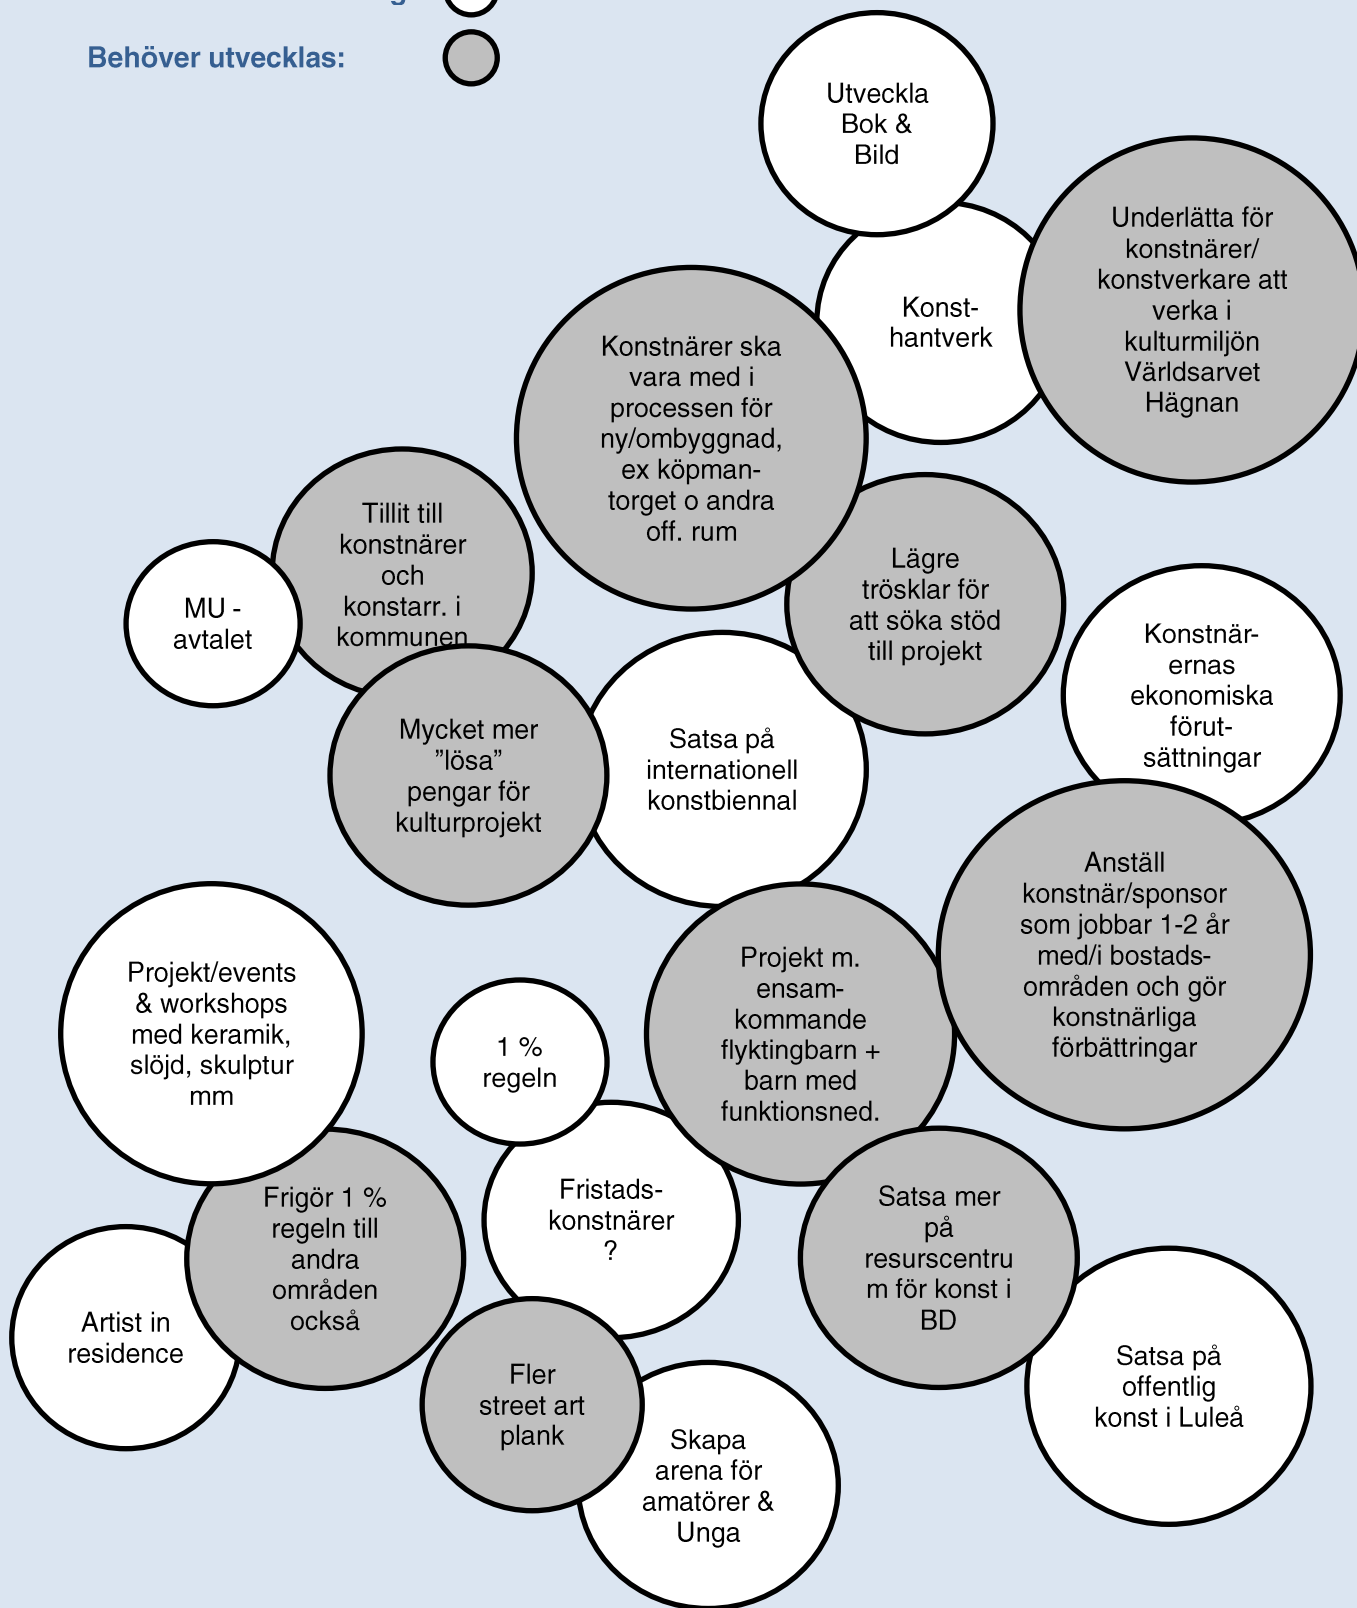 Behöver utvecklas:
Utveckla
Bok &
Bild
Konst-
hantverk
Underlätta för
konstnärer/
konstverkare att
verka i
kulturmiljön
Världsarvet
Hägnan
Konstnärer ska
vara med i
processen för
ny/ombyggnad,
ex köpman-
torget o andra
off. rum
Tillit till
konstnärer
och
konstarr. i
kommunen
MU -
avtalet
Lägre
trösklar för
att söka stöd
till projekt
Konstnär-
ernas
ekonomiska
förut-
sättningar
Mycket mer
”lösa”
pengar för
kulturprojekt
Satsa på
internationell
konstbiennal
Anställ
konstnär/sponsor
som jobbar 1-2 år
med/i bostads-
områden och gör
konstnärliga
förbättringar
Projekt/events
& workshops
med keramik,
slöjd, skulptur
mm
1 %
regeln
Projekt m.
ensam-
kommande
flyktingbarn +
barn med
funktionsned.
Frigör 1 %
regeln till
andra
områden
också
Fristads-
konstnärer
?
Satsa mer
på
resurscentru
m för konst i
BD
Artist in
residence
Fler
street art
plank
Skapa
arena för
amatörer &
Unga
Satsa på
offentlig
konst i Luleå